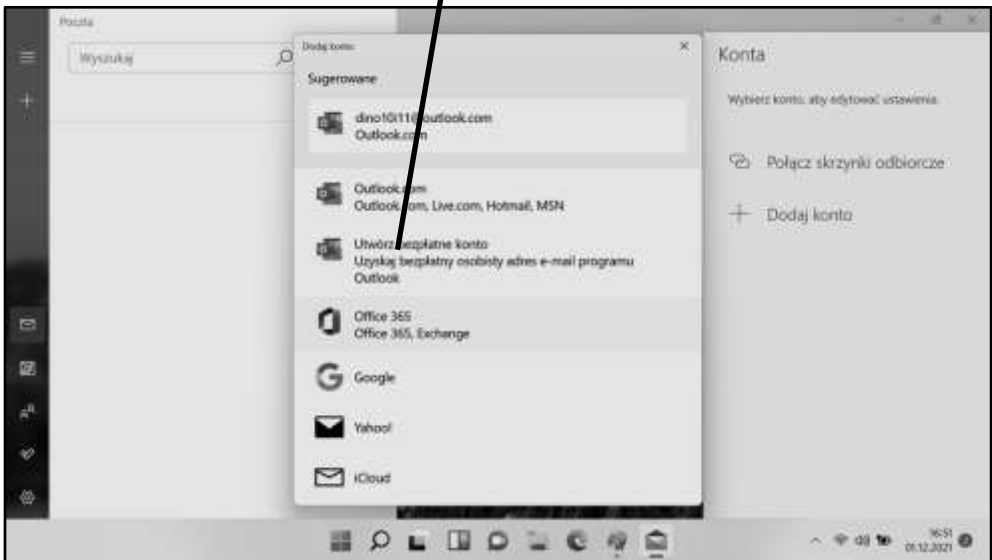 Poczta
Wyszukaj
Dodaj konto
Sugerowane
dino10i11@outlook.com
Outlook.com
Outlook.com
Outlook.com, Live.com, Hotmail, MSN
Utwórz bezpłatne konto
Uzyskaj bezpłatny osobisty adres e-mail programu
Outlook
Office 365
Office 365, Exchange
Google
Yahoo!
iCloud
Konta
Wybierz konto, aby edytować ustawienia.
Połącz skrzynki odbiorcze
Dodaj konto
16:51
01.12.2021